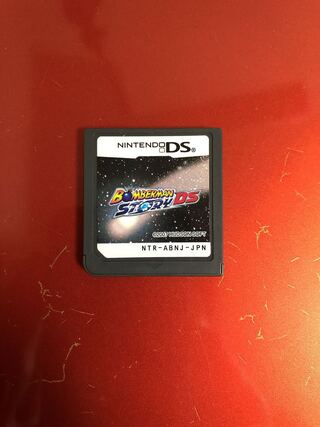 NINTENDO DS®
BOMBERMAN
STORY DS
©2007 HUDSON SOFT
NTR-ABNJ-JPN